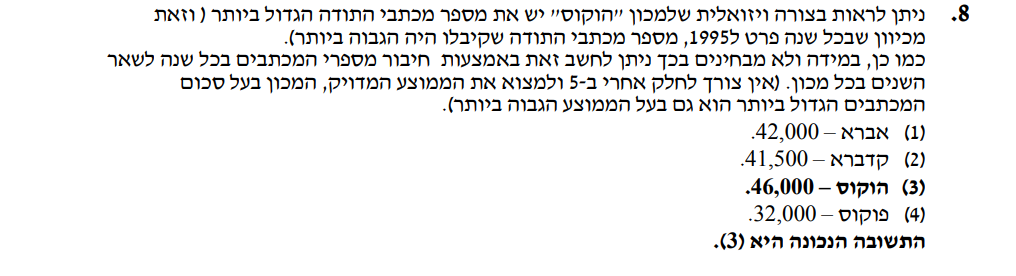 8. ניתן לראות בצורה ויזואלית שלמכון "הוקוס" יש את מספר מכתבי התודה הגדול ביותר ( וזאת
מכיוון שבכל שנה פרט ל1995, מספר מכתבי התודה שקיבלו היה הגבוה ביותר).
כמו כן, במידה ולא מבחינים בכך ניתן לחשב זאת באמצעות חיבור מספרי המכתבים בכל שנה לשאר
השנים בכל מכון. (אין צורך לחלק אחרי ב-5 ולמצוא את הממוצע המדויק, המכון בעל סכום
המכתבים הגדול ביותר הוא גם בעל הממוצע הגבוה ביותר).
(1) אברא – 42,000.
(2) קדברא – 41,500.
(3) הוקוס – 46,000.
(4) פוקוס – 32,000.
התשובה הנכונה היא (3).